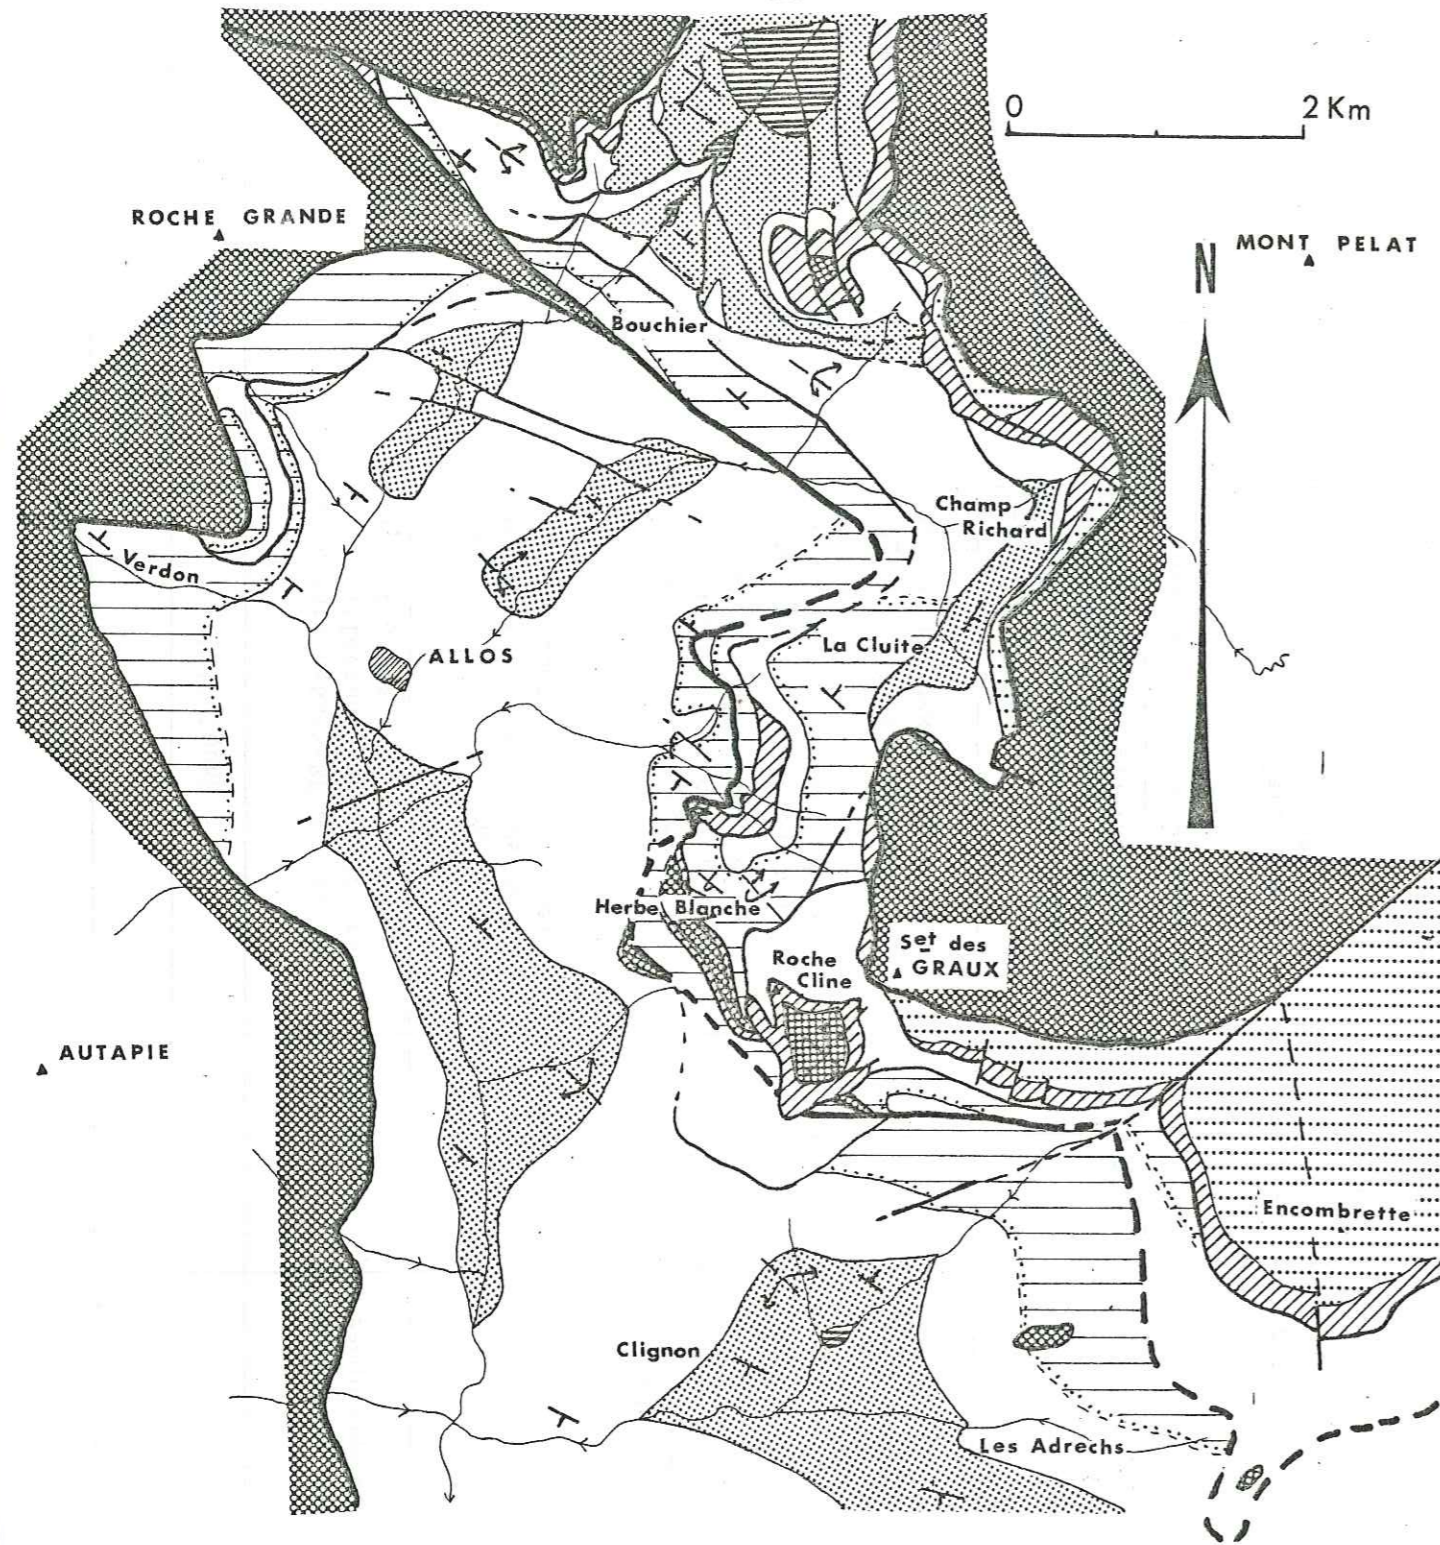 0 2 Km
ROCHE GRANDE
N
MONT PELAT
Bouchier
Champ
Richard
Verdon
La Cluite
ALLOS
Herbe Blanche
Roche
Cline
Set des
GRAUX
AUTAPIE
Encombrette
Clignon
Les Adrechs